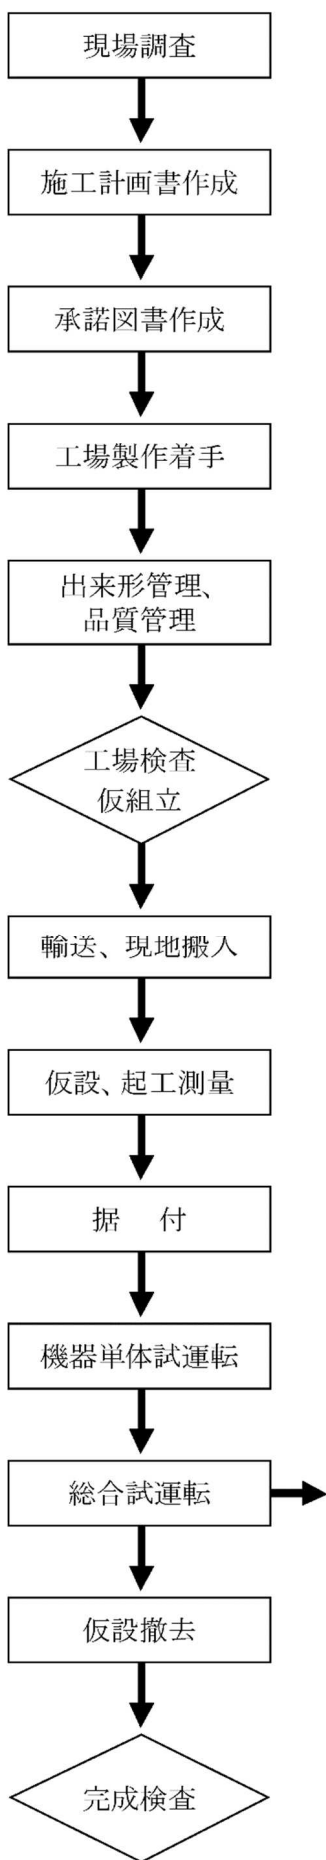 現場調査
施工計画書作成
承諾図書作成
工場製作着手
出来形管理、
品質管理
工場検査
仮組立
輸送、現地搬入
仮設、起工測量
据　付
機器単体試運転
総合試運転
仮設撤去
完成検査